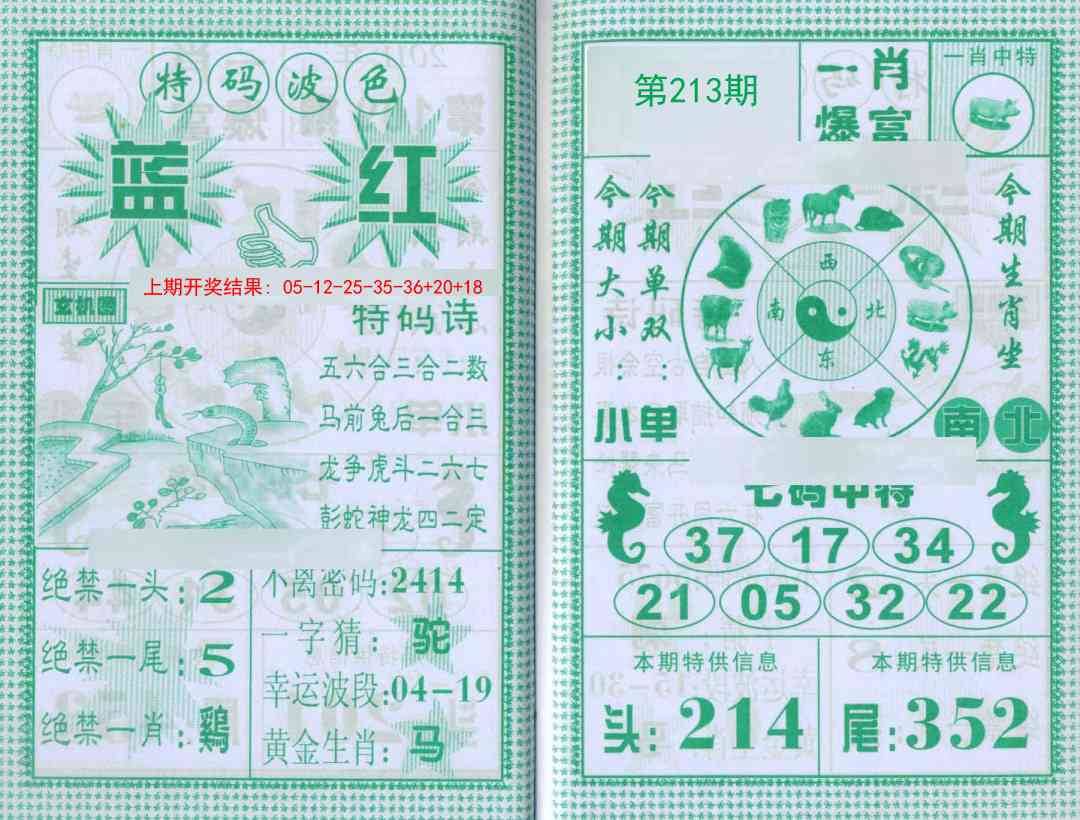 特码波色
蓝 红
上期开奖结果: 05-12-25-35-36+20+18
玄机图
特码诗
五六合三合二数
马前兔后一合三
龙争虎斗二六七
彭蛇神龙四二定
绝禁一头:2
绝禁一尾:5
绝禁一肖:鷄
不离密码:2414
一字猜: 驼
幸运波段:04-19
黄金生肖: 马
第213期
一肖
爆富
一肖中特
今期大小:
小
今期单双:
单
西
南 北
东
今期生肖坐
南北
七码中特
37 17 34
21 05 32 22
本期特供信息
头: 214
本期特供信息
尾: 352